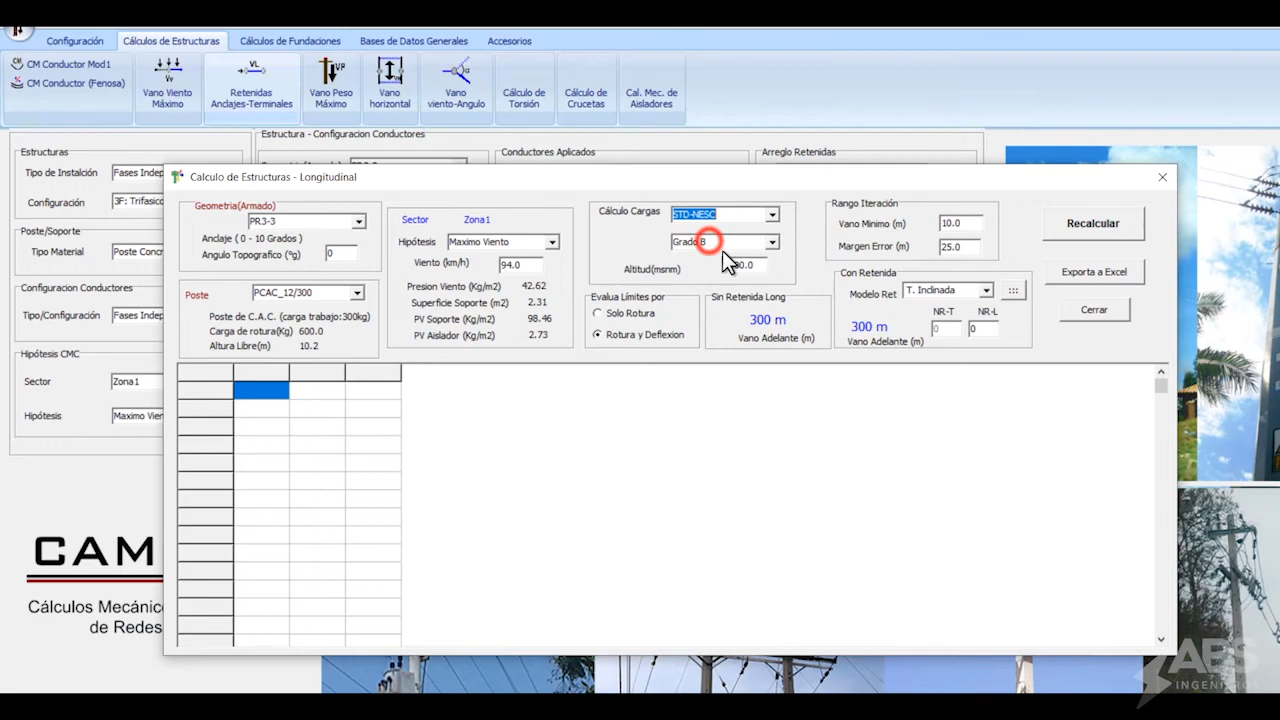 Configuración
Cálculos de Estructuras
Cálculos de Fundaciones
Bases de Datos Generales
Accesorios
CM Conductor Mod1
CM Conductor (Fenosa)
Vano Viento
Máximo
Retenidas
Anclajes-Terminales
Vano Peso
Máximo
Vano
horizontal
Vano
viento-Angulo
Cálculo de
Torsión
Cálculo de
Crucetas
Cal. Mec. de
Aisladores
Estructura - Configuracion Conductores
Estructuras
Tipo de Instalción
Fases Indep
Configuración
3F: Trifasico
Conductores Aplicados
Arreglo Retenidas
Poste/Soporte
Tipo Material
Poste Concr
Configuracion Conductores
Tipo/Configuración
Fases Indep
Hipótesis CMC
Sector
Zona1
Hipótesis
Maximo Vien
Calculo de Estructuras - Longitudinal
Geometria(Armado)
PR3-3
Anclaje ( 0 - 10 Grados )
Angulo Topografico (ºg)
0
Poste
PCAC_12/300
Poste de C.A.C. (carga trabajo:300kg)
Carga de rotura(Kg) 600.0
Altura Libre(m) 10.2
Sector Zona1
Hipótesis Maximo Viento
Viento (km/h) 94.0
Presion Viento (Kg/m2) 42.62
Superficie Soporte (m2) 2.31
PV Soporte (Kg/m2) 98.46
PV Aislador (Kg/m2) 2.73
Cálculo Cargas STD-NESC
Grado B
Altitud(msnm)
Evalua Límites por
Solo Rotura
Rotura y Deflexion
Sin Retenida Long
300 m
Vano Adelante (m)
Rango Iteración
Vano Minimo (m) 10.0
Margen Error (m) 25.0
Con Retenida
Modelo Ret T. Inclinada
:::
NR-T NR-L
300 m 0 0
Vano Adelante (m)
Recalcular
Exporta a Excel
Cerrar
CAM
Cálculos Mecánico
de Redes
AES
INGENIEROS